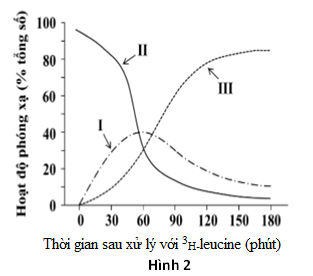 Hoạt độ phóng xạ (% tổng số)
100
80
60
40
20
0
II
III
I
0 30 60 90 120 150 180
Thời gian sau xử lý với ³H-leucine (phút)
Hình 2